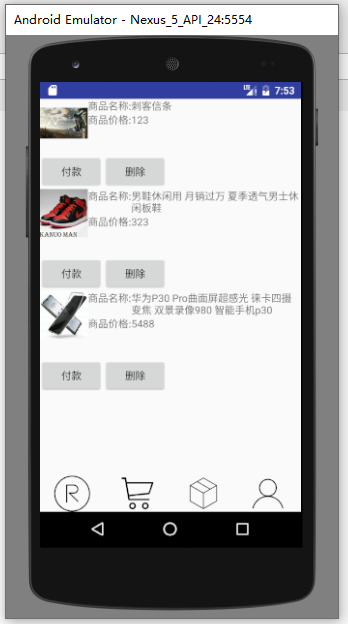 Android Emulator - Nexus_5_API_24:5554
LTE 7:53
商品名称:刺客信条
商品价格:123
付款 删除
商品名称:男鞋休闲用 月销过万 夏季透气男士休
闲板鞋
KANUO MAN
商品价格:323
付款 删除
商品名称:华为P30 Pro曲面屏超感光 徕卡四摄
变焦 双景录像980 智能手机p30
商品价格:5488
付款 删除
R